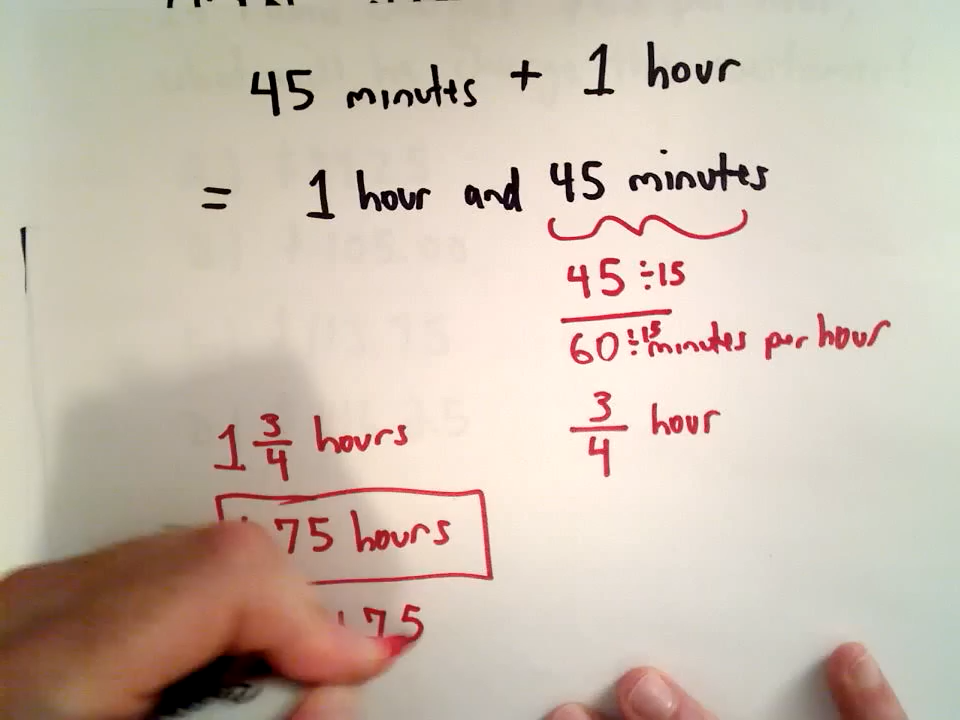 45 minutes + 1 hour
= 1 hour and 45 minutes
45 ÷15
60 ÷15 minutes per hour
3/4 hour
1 3/4 hours
75 hours
75